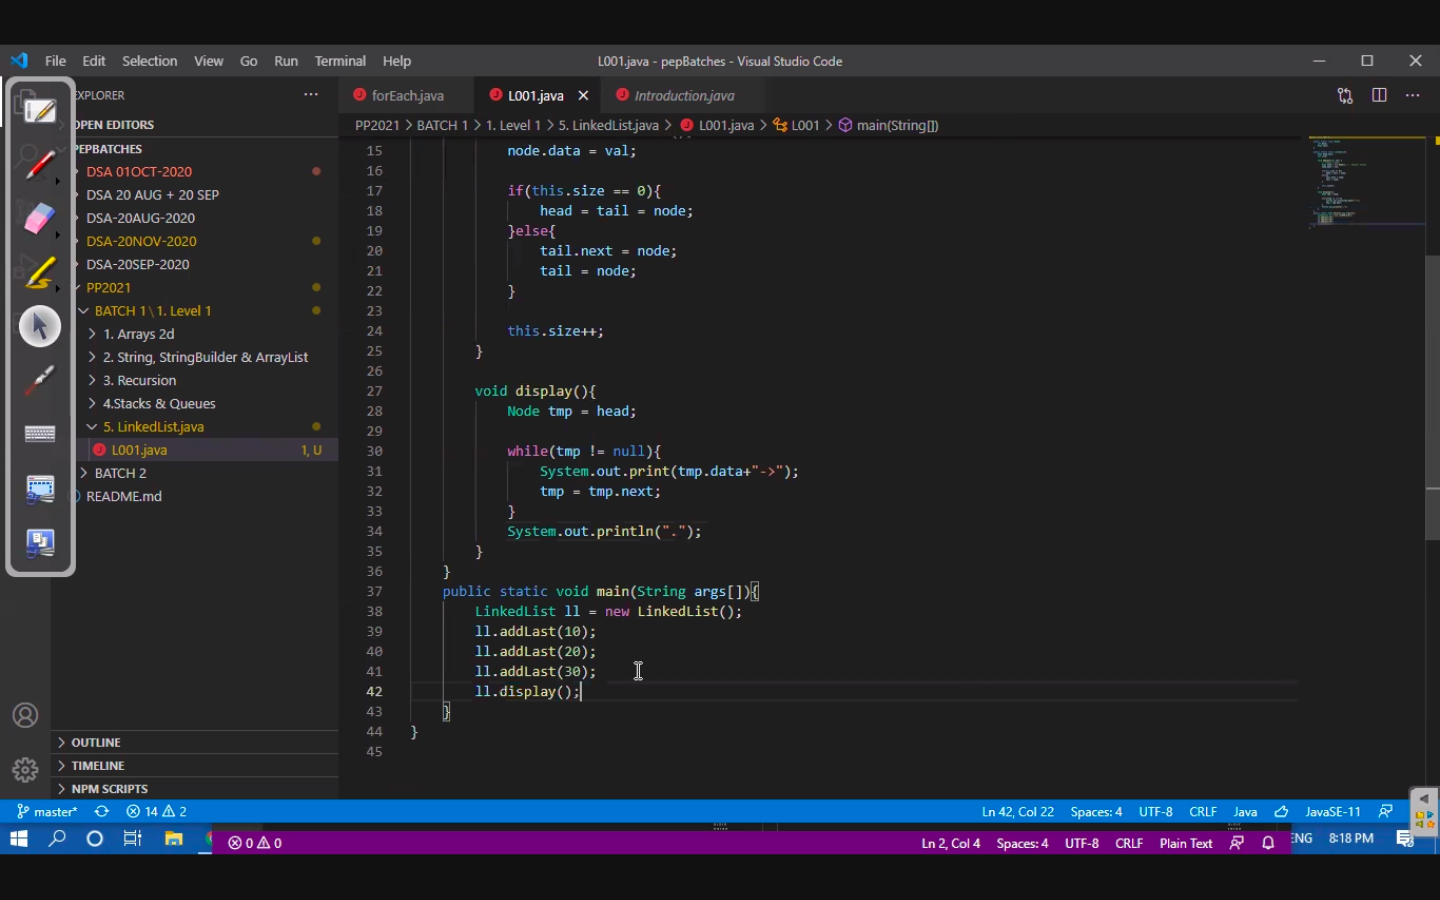 File Edit Selection View Go Run Terminal Help L001.java - pepBatches - Visual Studio Code
EXPLORER
OPEN EDITORS
PEPBATCHES
DSA 01OCT-2020
DSA 20 AUG + 20 SEP
DSA-20AUG-2020
DSA-20NOV-2020
DSA-20SEP-2020
PP2021
BATCH 1 \ 1. Level 1
1. Arrays 2d
2. String, StringBuilder & ArrayList
3. Recursion
4.Stacks & Queues
5. LinkedList.java
L001.java 1, U
BATCH 2
README.md
OUTLINE
TIMELINE
NPM SCRIPTS
forEach.java L001.java Introduction.java
PP2021 > BATCH 1 > 1. Level 1 > 5. LinkedList.java > L001.java > L001 > main(String[])
15 node.data = val;
16
17 if(this.size == 0){
18 head = tail = node;
19 }else{
20 tail.next = node;
21 tail = node;
22 }
23
24 this.size++;
25 }
26
27 void display(){
28 Node tmp = head;
29
30 while(tmp != null){
31 System.out.print(tmp.data+"->");
32 tmp = tmp.next;
33 }
34 System.out.println(".");
35 }
36 }
37 public static void main(String args[]){
38 LinkedList ll = new LinkedList();
39 ll.addLast(10);
40 ll.addLast(20);
41 ll.addLast(30);
42 ll.display();
43 }
44 }
45
master* 14 2 Ln 42, Col 22 Spaces: 4 UTF-8 CRLF Java JavaSE-11
0 0 Ln 2, Col 4 Spaces: 4 UTF-8 CRLF Plain Text ENG 8:18 PM